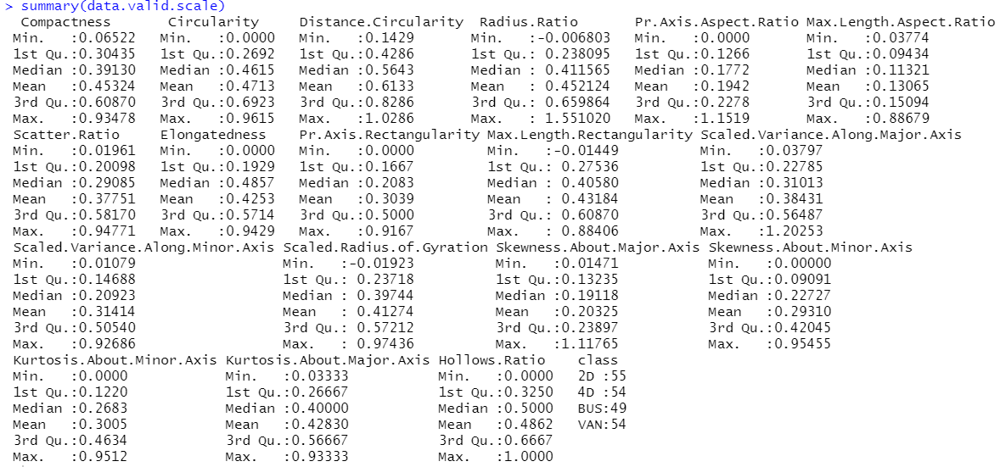 > summary(data.valid.scale)
Compactness Circularity Distance.Circularity Radius.Ratio Pr.Axis.Aspect.Ratio Max.Length.Aspect.Ratio
Min. :0.06522 Min. :0.0000 Min. :0.1429 Min. :-0.006803 Min. :0.0000 Min. :0.03774
1st Qu.:0.30435 1st Qu.:0.2692 1st Qu.:0.4286 1st Qu.: 0.238095 1st Qu.:0.1266 1st Qu.:0.09434
Median :0.39130 Median :0.4615 Median :0.5643 Median : 0.411565 Median :0.1772 Median :0.11321
Mean :0.45324 Mean :0.4713 Mean :0.6133 Mean : 0.452124 Mean :0.1942 Mean :0.13065
3rd Qu.:0.60870 3rd Qu.:0.6923 3rd Qu.:0.8286 3rd Qu.: 0.659864 3rd Qu.:0.2278 3rd Qu.:0.15094
Max. :0.93478 Max. :0.9615 Max. :1.0286 Max. : 1.551020 Max. :1.1519 Max. :0.88679
Scatter.Ratio Elongatedness Pr.Axis.Rectangularity Max.Length.Rectangularity Scaled.Variance.Along.Major.Axis
Min. :0.01961 Min. :0.0000 Min. :0.0000 Min. :-0.01449 Min. :0.03797
1st Qu.:0.20098 1st Qu.:0.1929 1st Qu.:0.1667 1st Qu.: 0.27536 1st Qu.:0.22785
Median :0.29085 Median :0.4857 Median :0.2083 Median : 0.40580 Median :0.31013
Mean :0.37751 Mean :0.4253 Mean :0.3039 Mean : 0.43184 Mean :0.38431
3rd Qu.:0.58170 3rd Qu.:0.5714 3rd Qu.:0.5000 3rd Qu.: 0.60870 3rd Qu.:0.56487
Max. :0.94771 Max. :0.9429 Max. :0.9167 Max. : 0.88406 Max. :1.20253
Scaled.Variance.Along.Minor.Axis Scaled.Radius.of.Gyration Skewness.About.Major.Axis Skewness.About.Minor.Axis
Min. :0.01079 Min. :-0.01923 Min. :0.01471 Min. :0.00000
1st Qu.:0.14688 1st Qu.: 0.23718 1st Qu.:0.13235 1st Qu.:0.09091
Median :0.20923 Median : 0.39744 Median :0.19118 Median :0.22727
Mean :0.31414 Mean : 0.41274 Mean :0.20325 Mean :0.29310
3rd Qu.:0.50540 3rd Qu.: 0.57212 3rd Qu.:0.23897 3rd Qu.:0.42045
Max. :0.92686 Max. : 0.97436 Max. :1.11765 Max. :0.95455
Kurtosis.About.Minor.Axis Kurtosis.About.Major.Axis Hollows.Ratio class
Min. :0.0000 Min. :0.03333 Min. :0.0000 2D :55
1st Qu.:0.1220 1st Qu.:0.26667 1st Qu.:0.3250 4D :54
Median :0.2683 Median :0.40000 Median :0.5000 BUS:49
Mean :0.3005 Mean :0.42830 Mean :0.4862 VAN:54
3rd Qu.:0.4634 3rd Qu.:0.56667 3rd Qu.:0.6667
Max. :0.9512 Max. :0.93333 Max. :1.0000